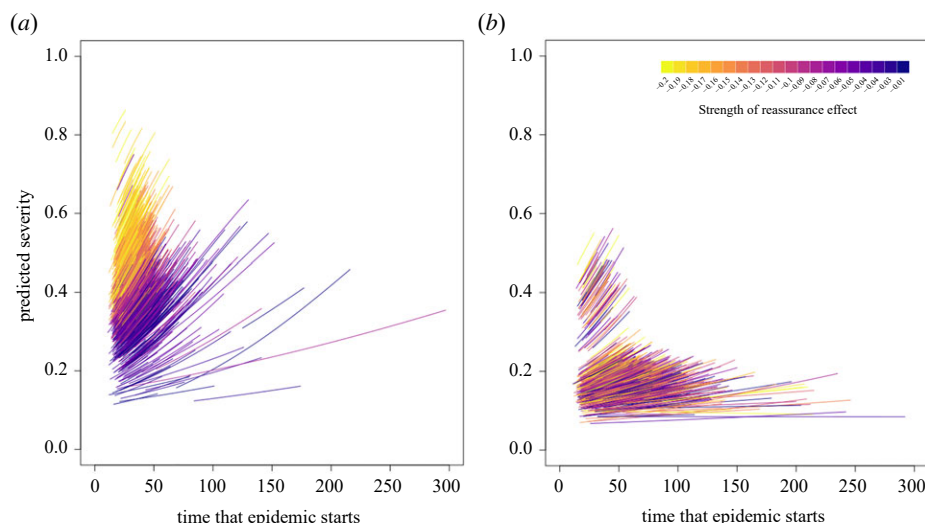 (a)
(b)
1.0
0.8
0.6
0.4
0.2
0.0
predicted severity
0 50 100 150 200 250 300
time that epidemic starts
1.0
0.8
0.6
0.4
0.2
0.0
-0.2 -0.19 -0.18 -0.17 -0.16 -0.15 -0.14 -0.13 -0.12 -0.11 -0.1 -0.09 -0.08 -0.07 -0.06 -0.05 -0.04 -0.04 -0.03 -0.01
Strength of reassurance effect
0 50 100 150 200 250 300
time that epidemic starts